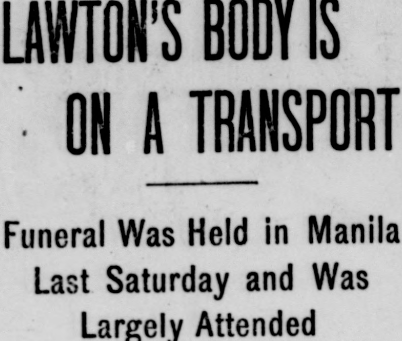 LAWTON'S BODY IS
ON A TRANSPORT
Funeral Was Held in Manila
Last Saturday and Was
Largely Attended